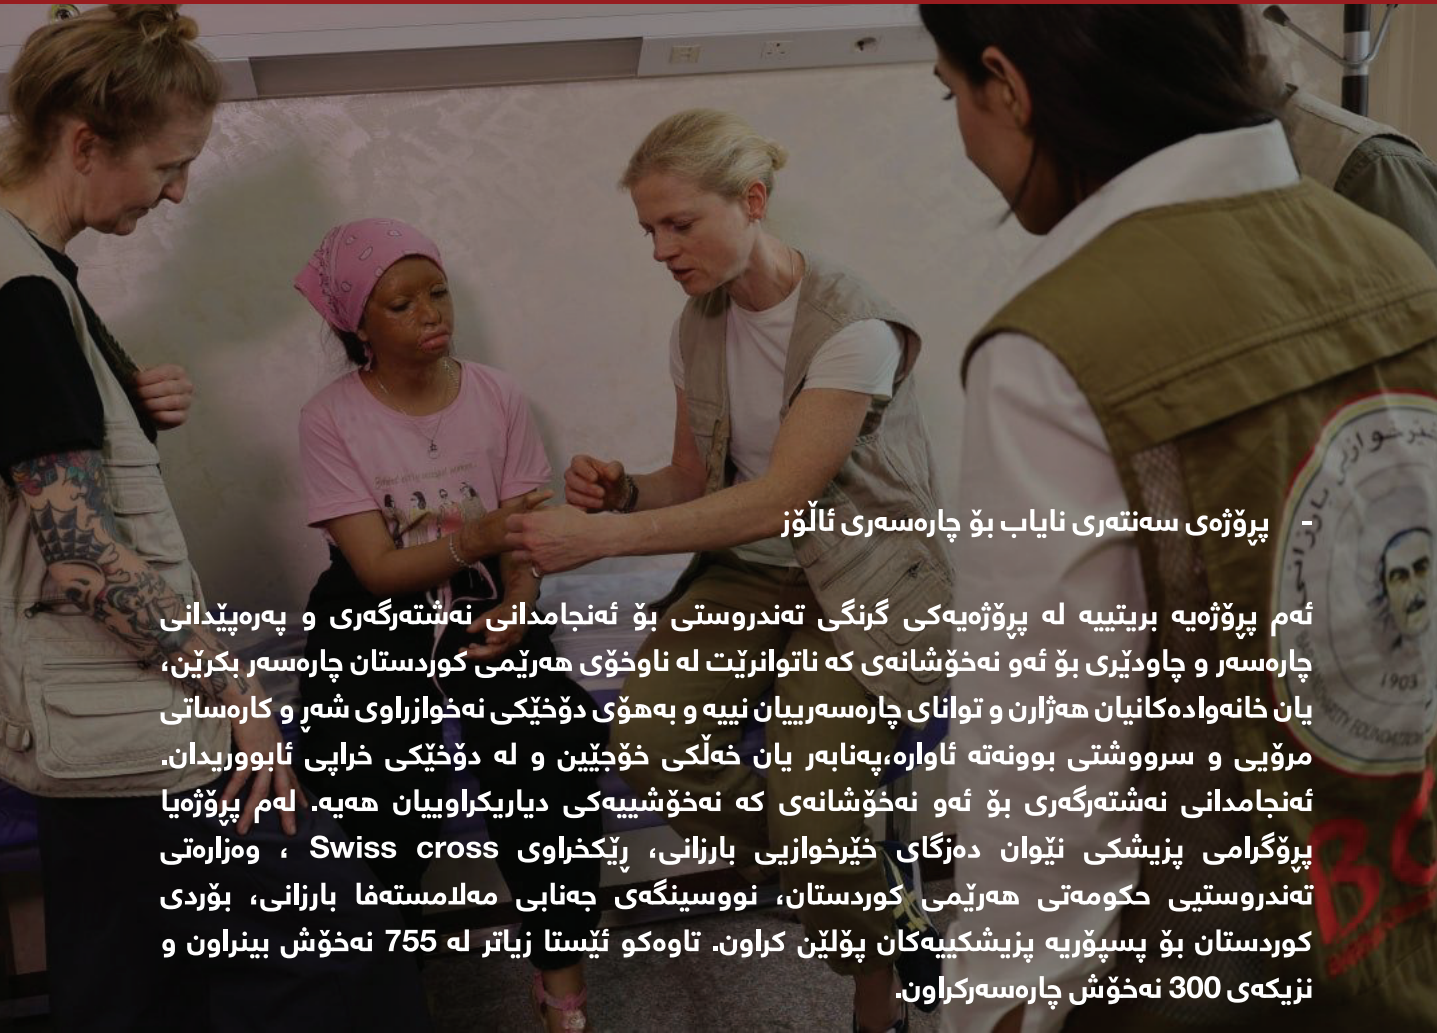 - پڕۆژەی سەنتەری نایاب بۆ چارەسەری ئاڵۆز
ئەم پڕۆژەیە بریتییە لە پڕۆژەیەکی گرنگی تەندروستی بۆ ئەنجامدانی نەشتەرگەری و پەرەپێدانی
چارەسەر و چاودێری بۆ ئەو نەخۆشانەی کە ناتوانرێت لە ناوخۆی هەرێمی کوردستان چارەسەر بکرێن،
یان خانەوادەکانیان هەژارن و توانای چارەسەرییان نییە و بەهۆی دۆخێکی نەخوازراوی شەڕ و کارەساتی
مرۆیی و سرووشتی بوونەتە ئاوارە،پەنابەر یان خەڵکی خۆجێین و لە دۆخێکی خراپی ئابووریدان.
ئەنجامدانی نەشتەرگەری بۆ ئەو نەخۆشانەی کە نەخۆشییەکی دیاریکراوییان هەیە. لەم پڕۆژەیا
پڕۆگرامی پزیشکی نێوان دەزگای خێرخوازیی بارزانی، ڕێکخراوی Swiss cross ، وەزارەتی
تەندروستیی حکومەتی هەرێمی کوردستان، نووسینگەی جەنابی مەلامستەفا بارزانی، بۆردی
کوردستان بۆ پسپۆریە پزیشکییەکان پۆلێن کراون. تاوەکو ئێستا زیاتر لە 755 نەخۆش بینراون و
نزیکەی 300 نەخۆش چارەسەرکراون.
بارزانی
1903